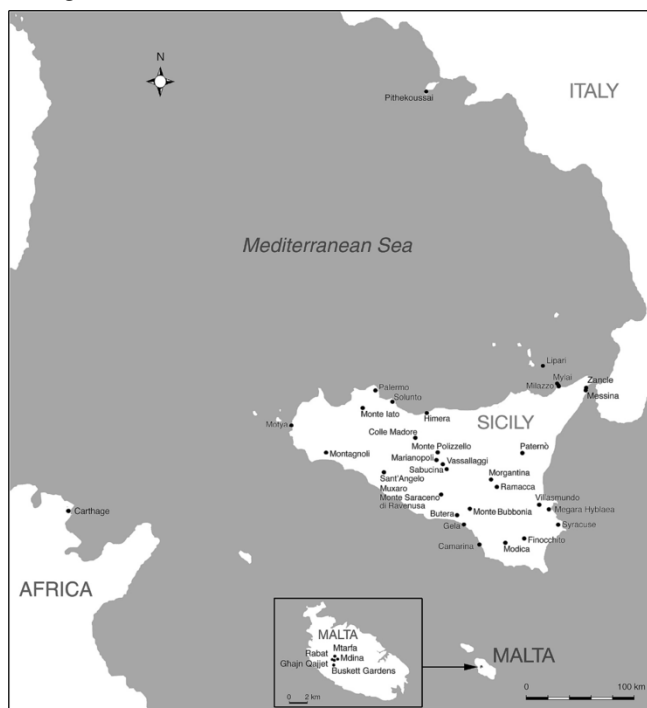 N
ITALY
Pithekoussai
Mediterranean Sea
Lipari
Mylai
Milazzo
Zancle
Messina
Palermo
Solunto
Monte Iato
Himera
SICILY
Motya
Colle Madore
Montagnoli
Monte Polizzello
Paternò
Marianopoli
Vassallaggi
Sabucina
Sant'Angelo
Muxaro
Morgantina
Ramacca
Monte Saraceno
di Ravenusa
Villasmundo
Megara Hyblaea
Carthage
Butera
Monte Bubbonia
Gela
Syracuse
Camarina
Modica
Finocchito
AFRICA
MALTA
Mtarfa
Rabat
Mdina
Ghajn Qajjet
Buskett Gardens
0 2 km
MALTA
0 100 km